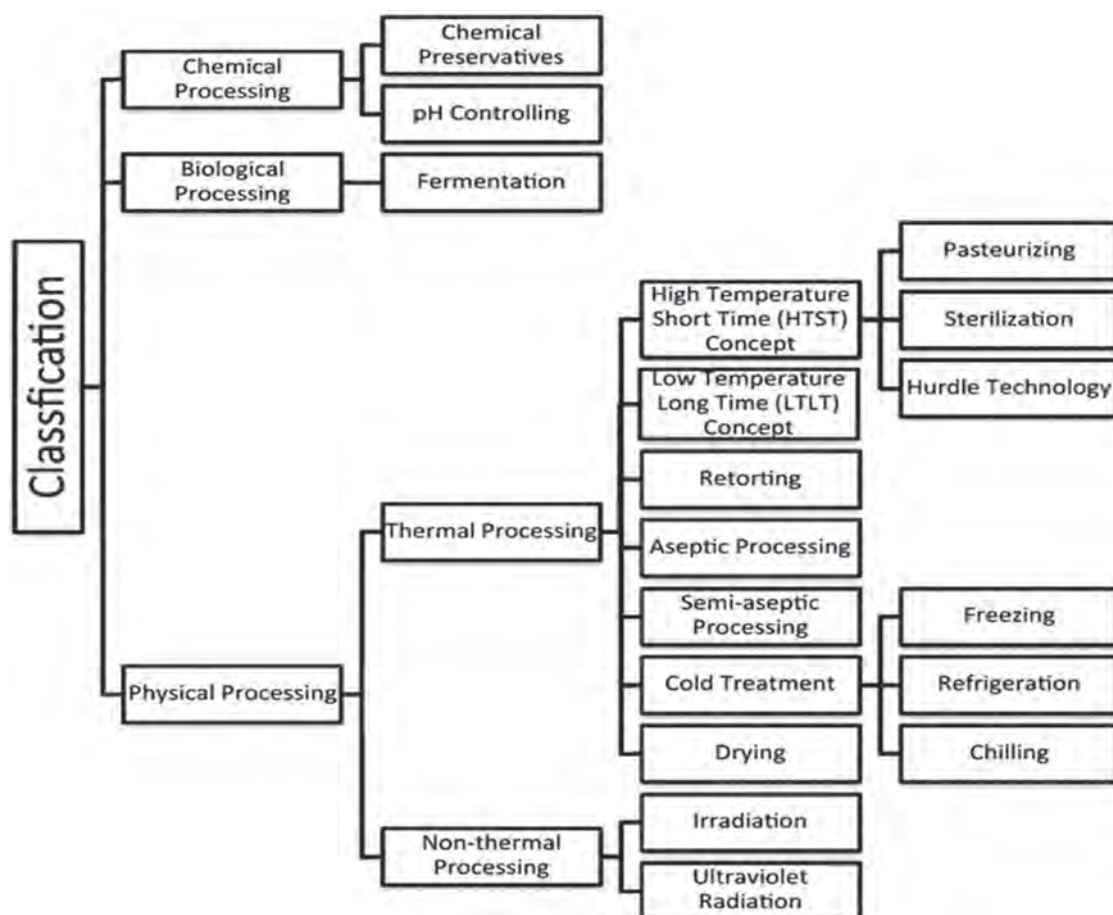 Classfication
Chemical
Processing
Chemical
Preservatives
pH Controlling
Biological
Processing
Fermentation
Physical Processing
Thermal Processing
High Temperature
Short Time (HTST)
Concept
Pasteurizing
Sterilization
Hurdle Technology
Low Temperature
Long Time (LTLT)
Concept
Retorting
Aseptic Processing
Semi-aseptic
Processing
Cold Treatment
Freezing
Refrigeration
Chilling
Drying
Non-thermal
Processing
Irradiation
Ultraviolet
Radiation